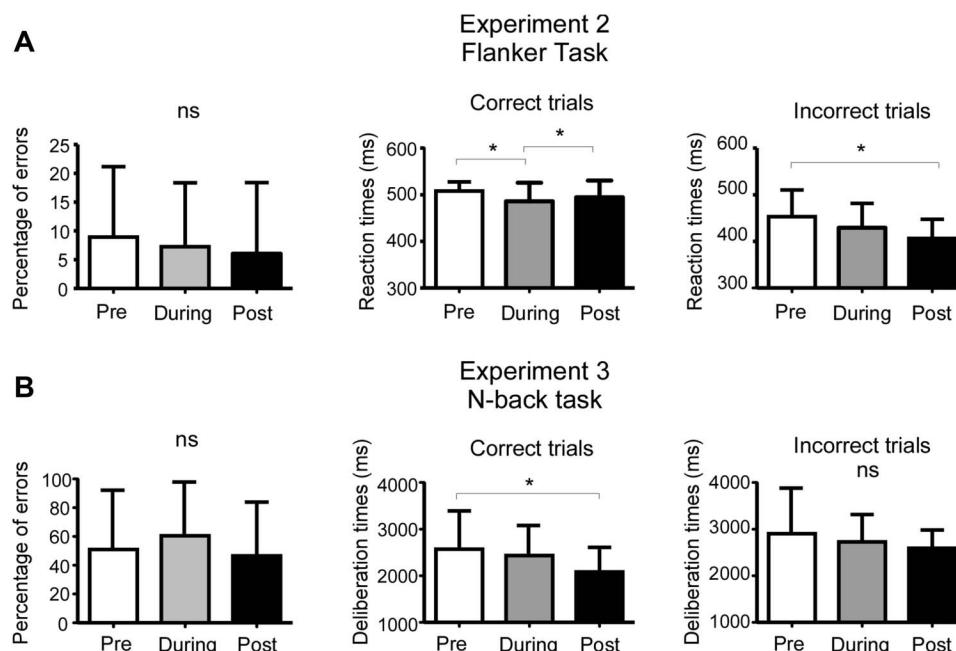 A
Experiment 2
Flanker Task
ns
Percentage of errors
25
20
15
10
5
0
Pre During Post
Correct trials
Reaction times (ms)
600
500
400
300
* *
Pre During Post
Incorrect trials
Reaction times (ms)
600
500
400
300
*
Pre During Post
B
Experiment 3
N-back task
ns
Percentage of errors
100
80
60
40
20
0
Pre During Post
Correct trials
Deliberation times (ms)
4000
3000
2000
1000
*
Pre During Post
Incorrect trials
ns
Deliberation times (ms)
4000
3000
2000
1000
Pre During Post